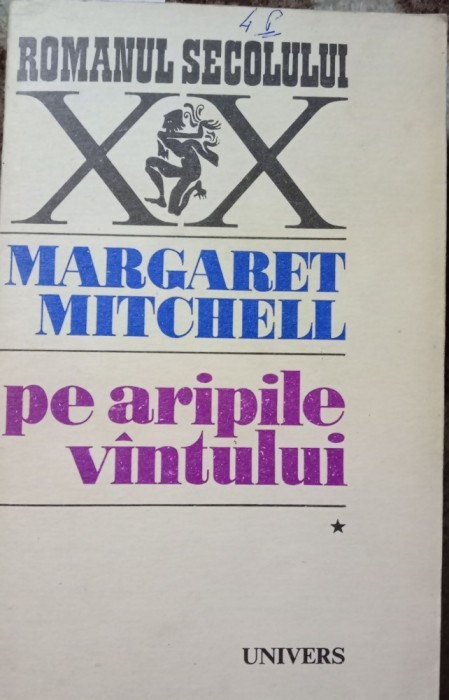 ROMANUL SECOLULUI
XX
MARGARET
MITCHELL
pe aripile
vîntului
★
UNIVERS